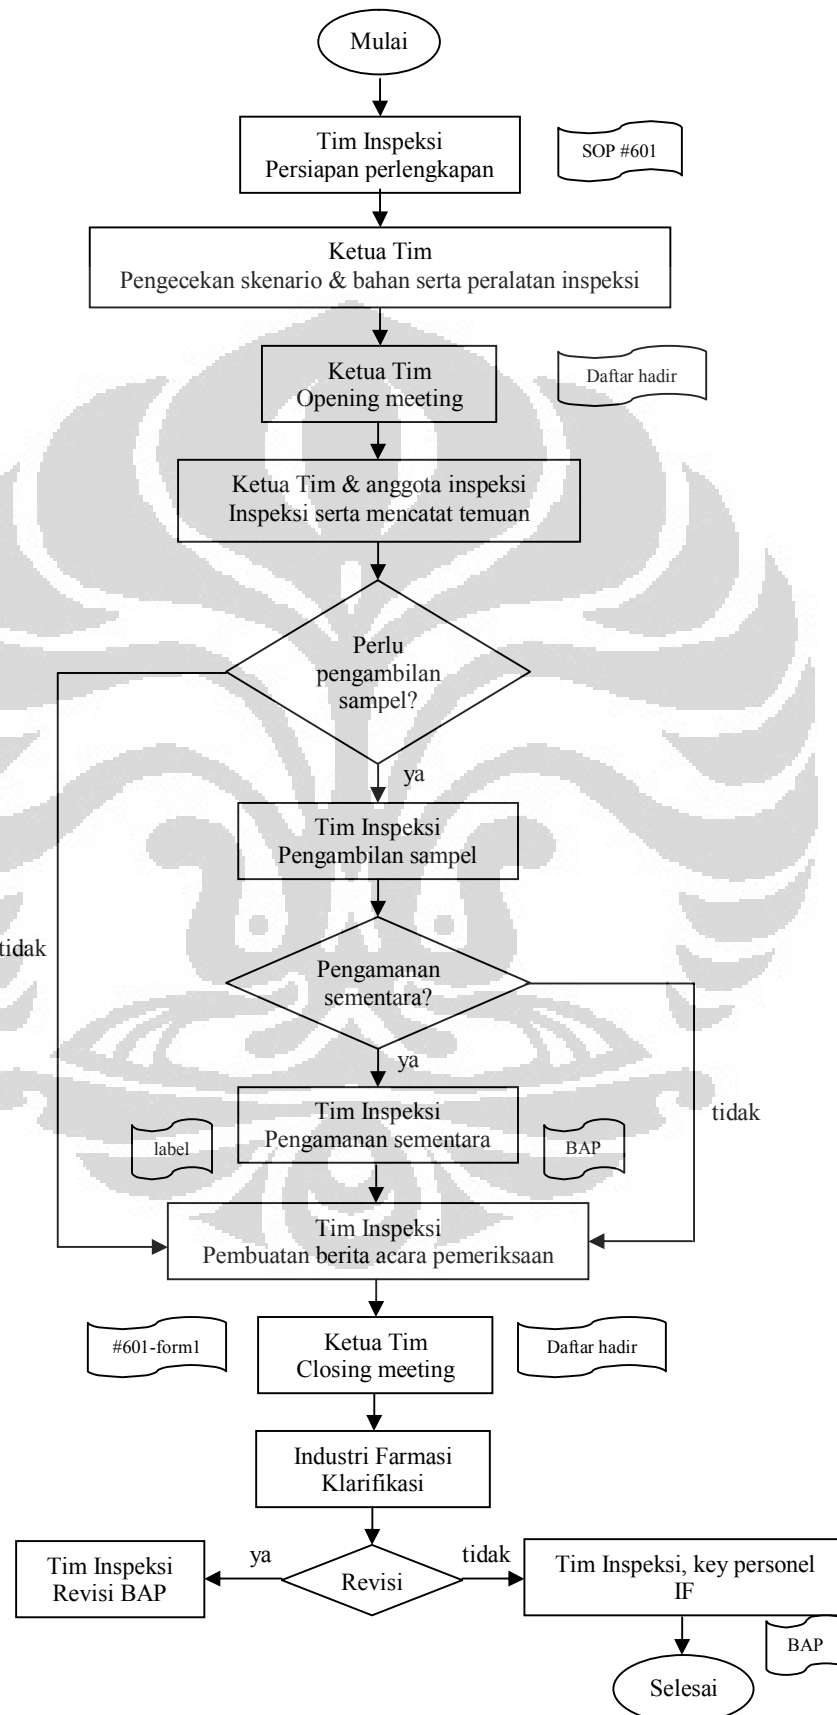 Mulai
Tim Inspeksi
Persiapan perlengkapan
SOP #601
Ketua Tim
Pengecekan skenario & bahan serta peralatan inspeksi
Ketua Tim
Opening meeting
Daftar hadir
Ketua Tim & anggota inspeksi
Inspeksi serta mencatat temuan
Perlu
pengambilan
sampel?
ya
Tim Inspeksi
Pengambilan sampel
tidak
Pengamanan
sementara?
ya
tidak
Tim Inspeksi
Pengamanan sementara
label
BAP
Tim Inspeksi
Pembuatan berita acara pemeriksaan
#601-form1
Ketua Tim
Closing meeting
Daftar hadir
Industri Farmasi
Klarifikasi
Tim Inspeksi
Revisi BAP
ya
Revisi
tidak
Tim Inspeksi, key personel
IF
BAP
Selesai